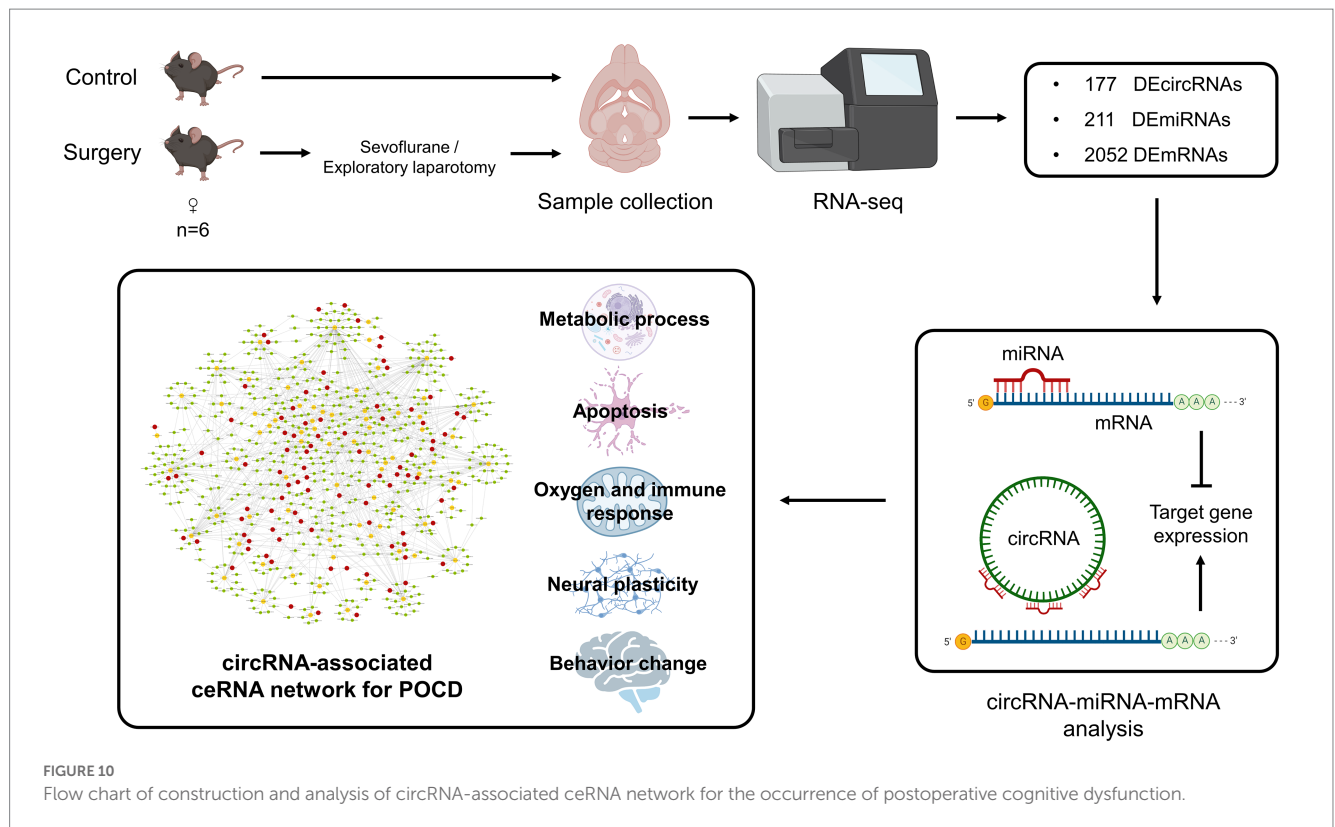 Control
Surgery
♀
n=6
Sevoflurane /
Exploratory laparotomy
Sample collection
RNA-seq
• 177 DEcircRNAs
• 211 DEmiRNAs
• 2052 DEmRNAs
miRNA
5' G A A A ---3'
mRNA
circRNA
Target gene
expression
5' G A A A ---3'
circRNA-miRNA-mRNA
analysis
Metabolic process
Apoptosis
Oxygen and immune
response
Neural plasticity
Behavior change
circRNA-associated
ceRNA network for POCD
FIGURE 10
Flow chart of construction and analysis of circRNA-associated ceRNA network for the occurrence of postoperative cognitive dysfunction.